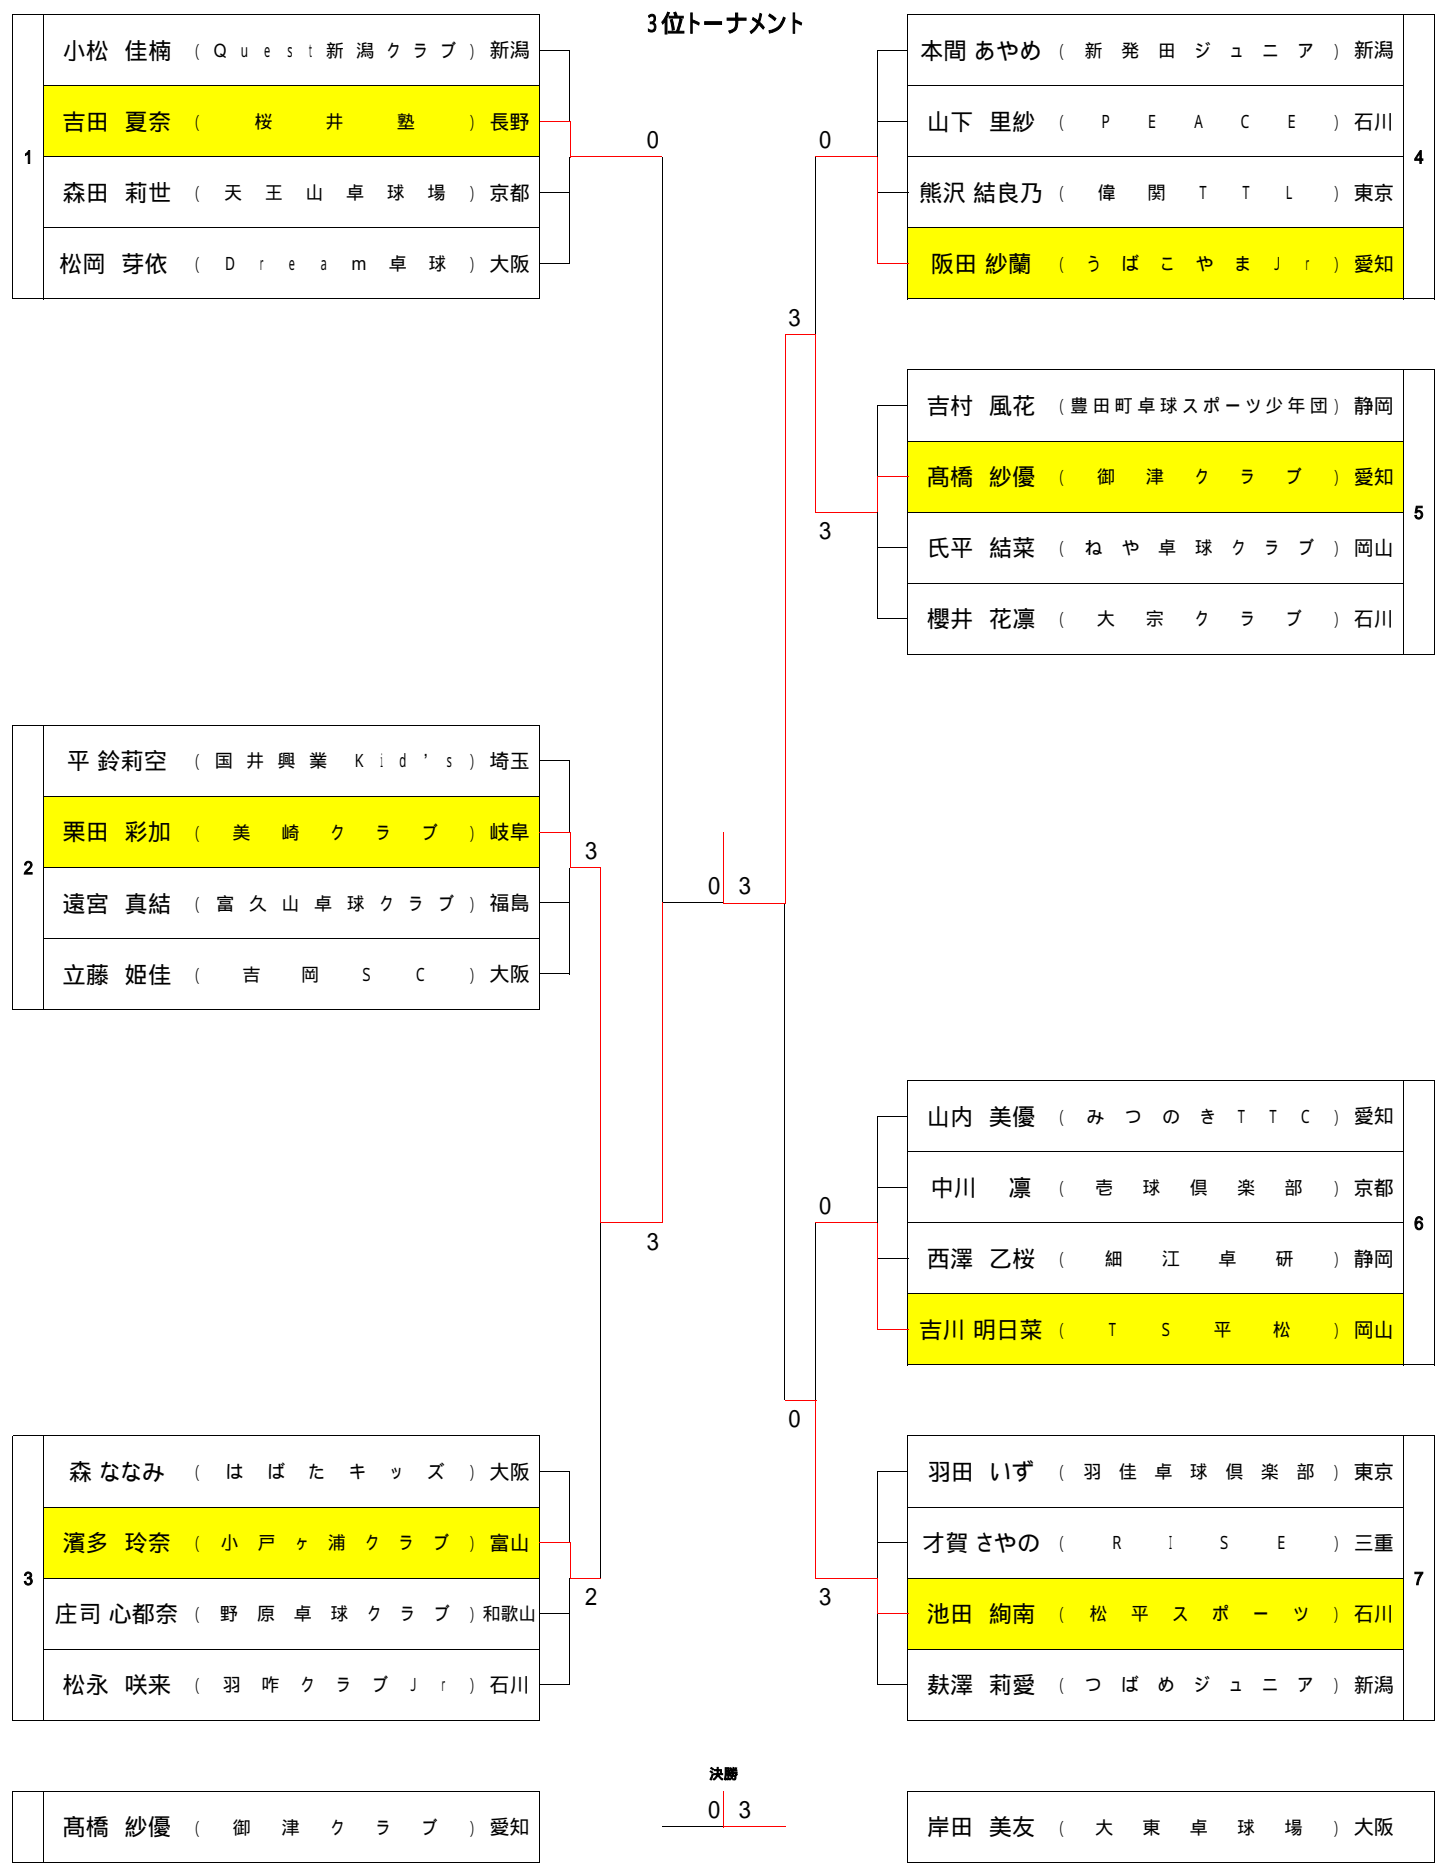 3位トーナメント
1
小松 佳楠 (Quest新潟クラブ) 新潟
吉田 夏奈 (桜井塾) 長野
森田 莉世 (天王山卓球場) 京都
松岡 芽依 (Dream卓球) 大阪
0
2
平 鈴莉空 (国井興業Kid's) 埼玉
栗田 彩加 (美崎クラブ) 岐阜
遠宮 真結 (富久山卓球クラブ) 福島
立藤 姫佳 (吉岡SC) 大阪
3
3
3
森 ななみ (はばたキッズ) 大阪
濱多 玲奈 (小戸ヶ浦クラブ) 富山
庄司 心都奈 (野原卓球クラブ) 和歌山
松永 咲来 (羽咋クラブJr) 石川
2
0 3
4
本間 あやめ (新発田ジュニア) 新潟
山下 里紗 (PEACE) 石川
熊沢 結良乃 (偉関TTL) 東京
阪田 紗蘭 (うばこやまJr) 愛知
0
3
5
吉村 風花 (豊田町卓球スポーツ少年団) 静岡
髙橋 紗優 (御津クラブ) 愛知
氏平 結菜 (ねや卓球クラブ) 岡山
櫻井 花凛 (大宗クラブ) 石川
3
6
山内 美優 (みつのきTTC) 愛知
中川 凛 (壱球倶楽部) 京都
西澤 乙桜 (細江卓研) 静岡
吉川 明日菜 (TS平松) 岡山
0
0
7
羽田 いず (羽佳卓球倶楽部) 東京
才賀 さやの (RISE) 三重
池田 絢南 (松平スポーツ) 石川
麸澤 莉愛 (つばめジュニア) 新潟
3
決勝
髙橋 紗優 (御津クラブ) 愛知
0 3
岸田 美友 (大東卓球場) 大阪